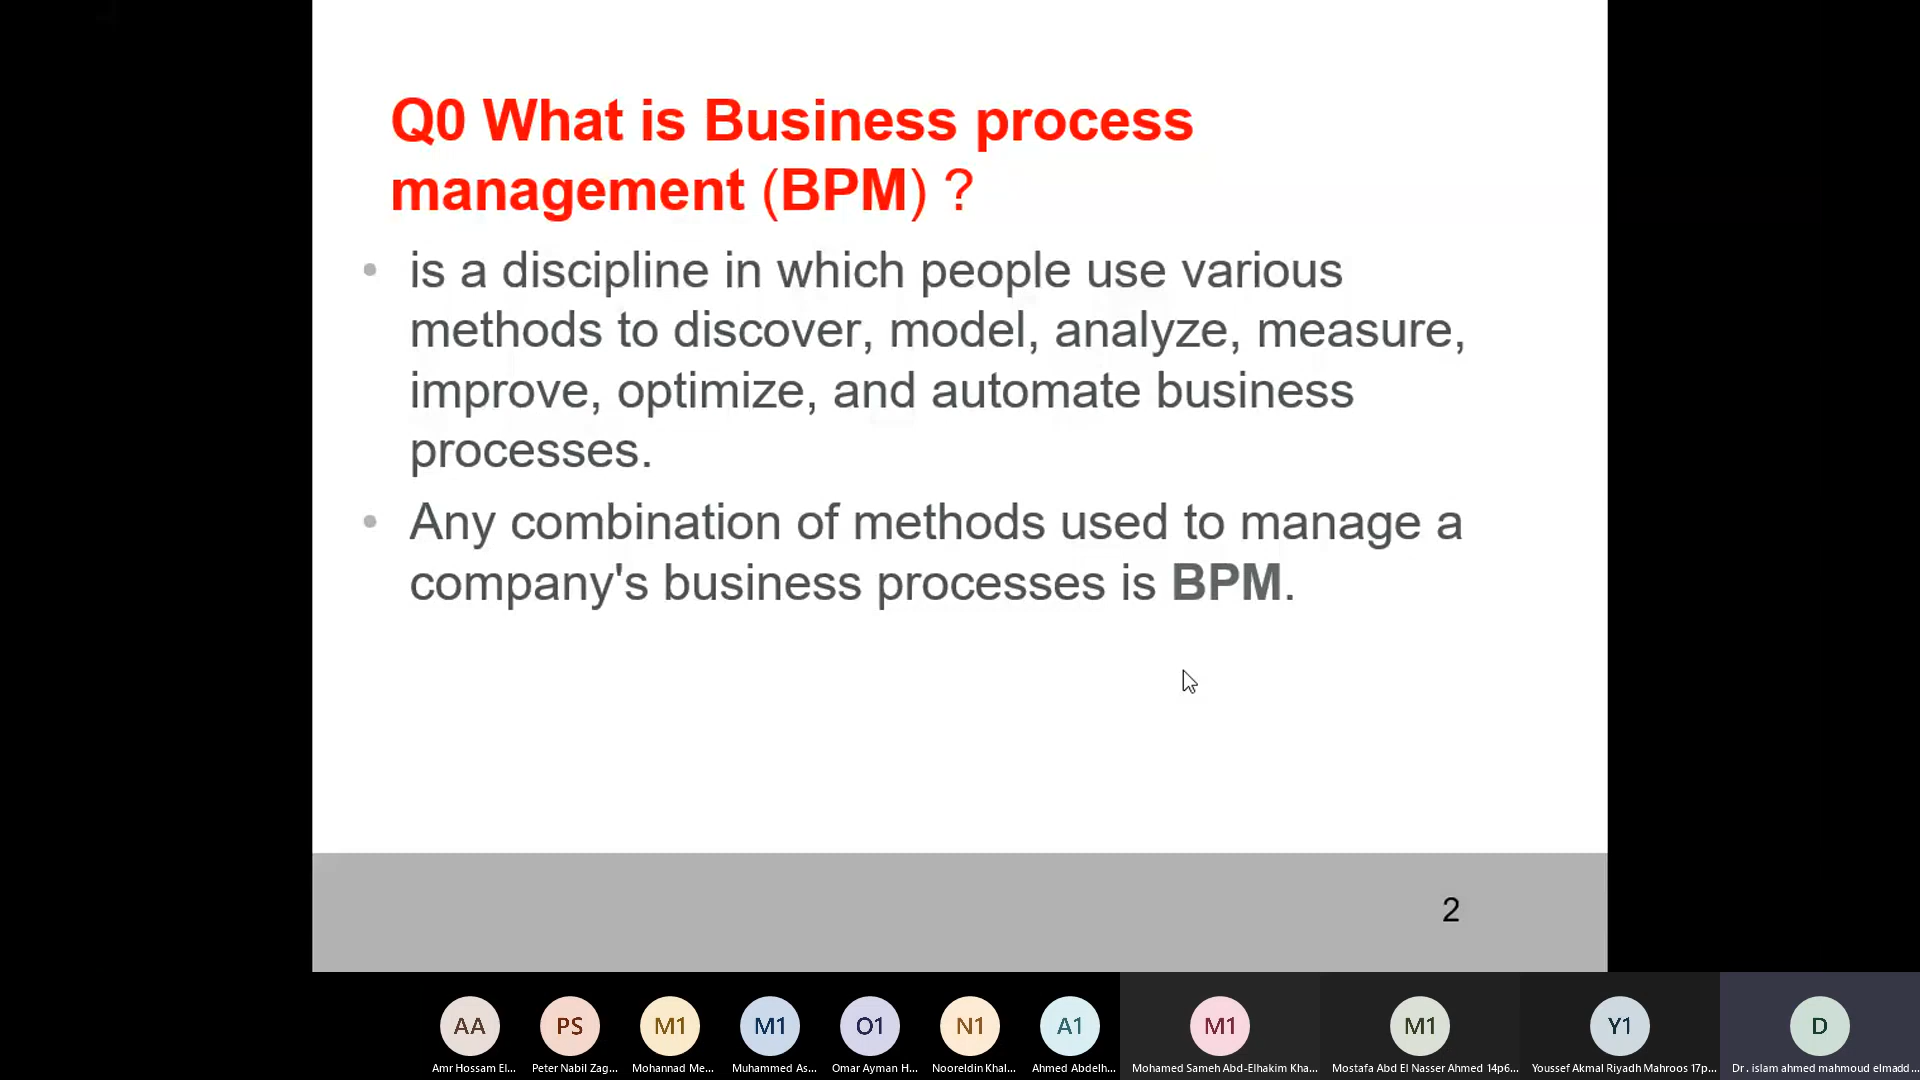 Q0 What is Business process
management (BPM) ?
• is a discipline in which people use various
methods to discover, model, analyze, measure,
improve, optimize, and automate business
processes.
• Any combination of methods used to manage a
company's business processes is BPM.
2
AA
PS
M1
M1
O1
N1
A1
M1
M1
Y1
D
Amr Hossam El...
Peter Nabil Zag...
Mohannad Me...
Muhammed As...
Omar Ayman H...
Nooreldin Khal...
Ahmed Abdelh...
Mohamed Sameh Abd-Elhakim Kha...
Mostafa Abd El Nasser Ahmed 14p6...
Youssef Akmal Riyadh Mahroos 17p...
Dr. islam ahmed mahmoud elmadd...